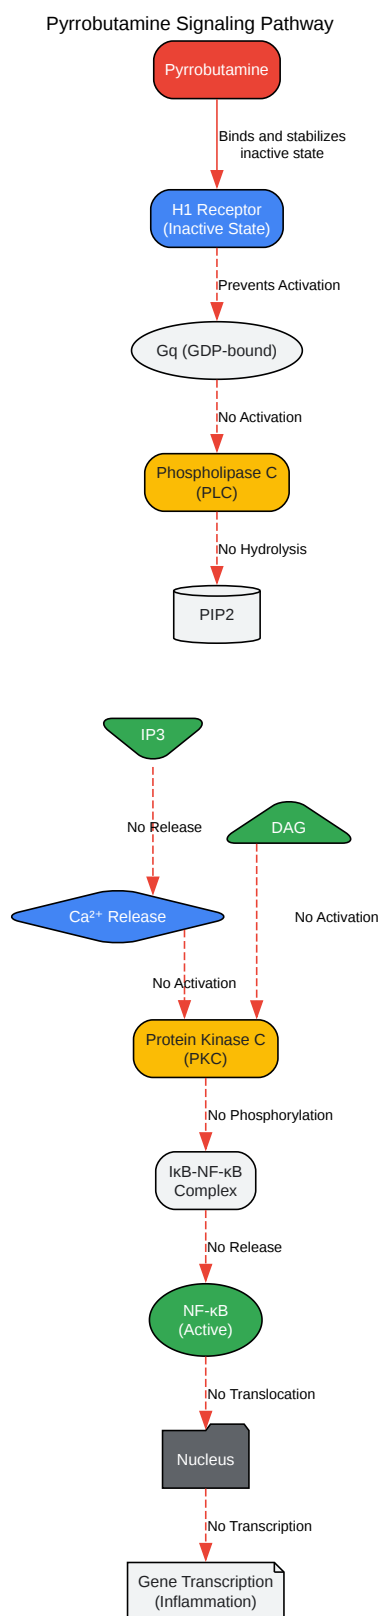 Pyrrobutamine Signaling Pathway
Pyrrobutamine
Binds and stabilizes
inactive state
H1 Receptor
(Inactive State)
Prevents Activation
Gq (GDP-bound)
No Activation
Phospholipase C
(PLC)
No Hydrolysis
PIP2
IP3
No Release
DAG
Ca²⁺ Release
No Activation
No Activation
Protein Kinase C
(PKC)
No Phosphorylation
IκB-NF-κB
Complex
No Release
NF-κB
(Active)
No Translocation
Nucleus
No Transcription
Gene Transcription
(Inflammation)